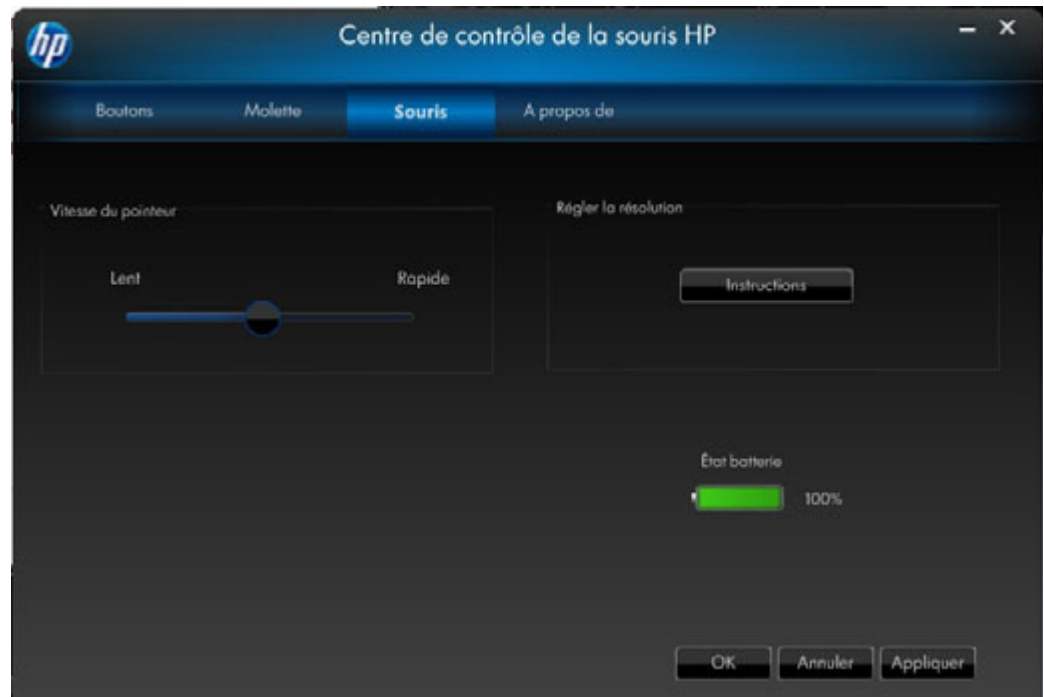 hp
Centre de contrôle de la souris HP
Boutons Molette Souris A propos de
Vitesse du pointeur
Lent Rapide
Régler la résolution
Instructions
État batterie
100%
OK Annuler Appliquer